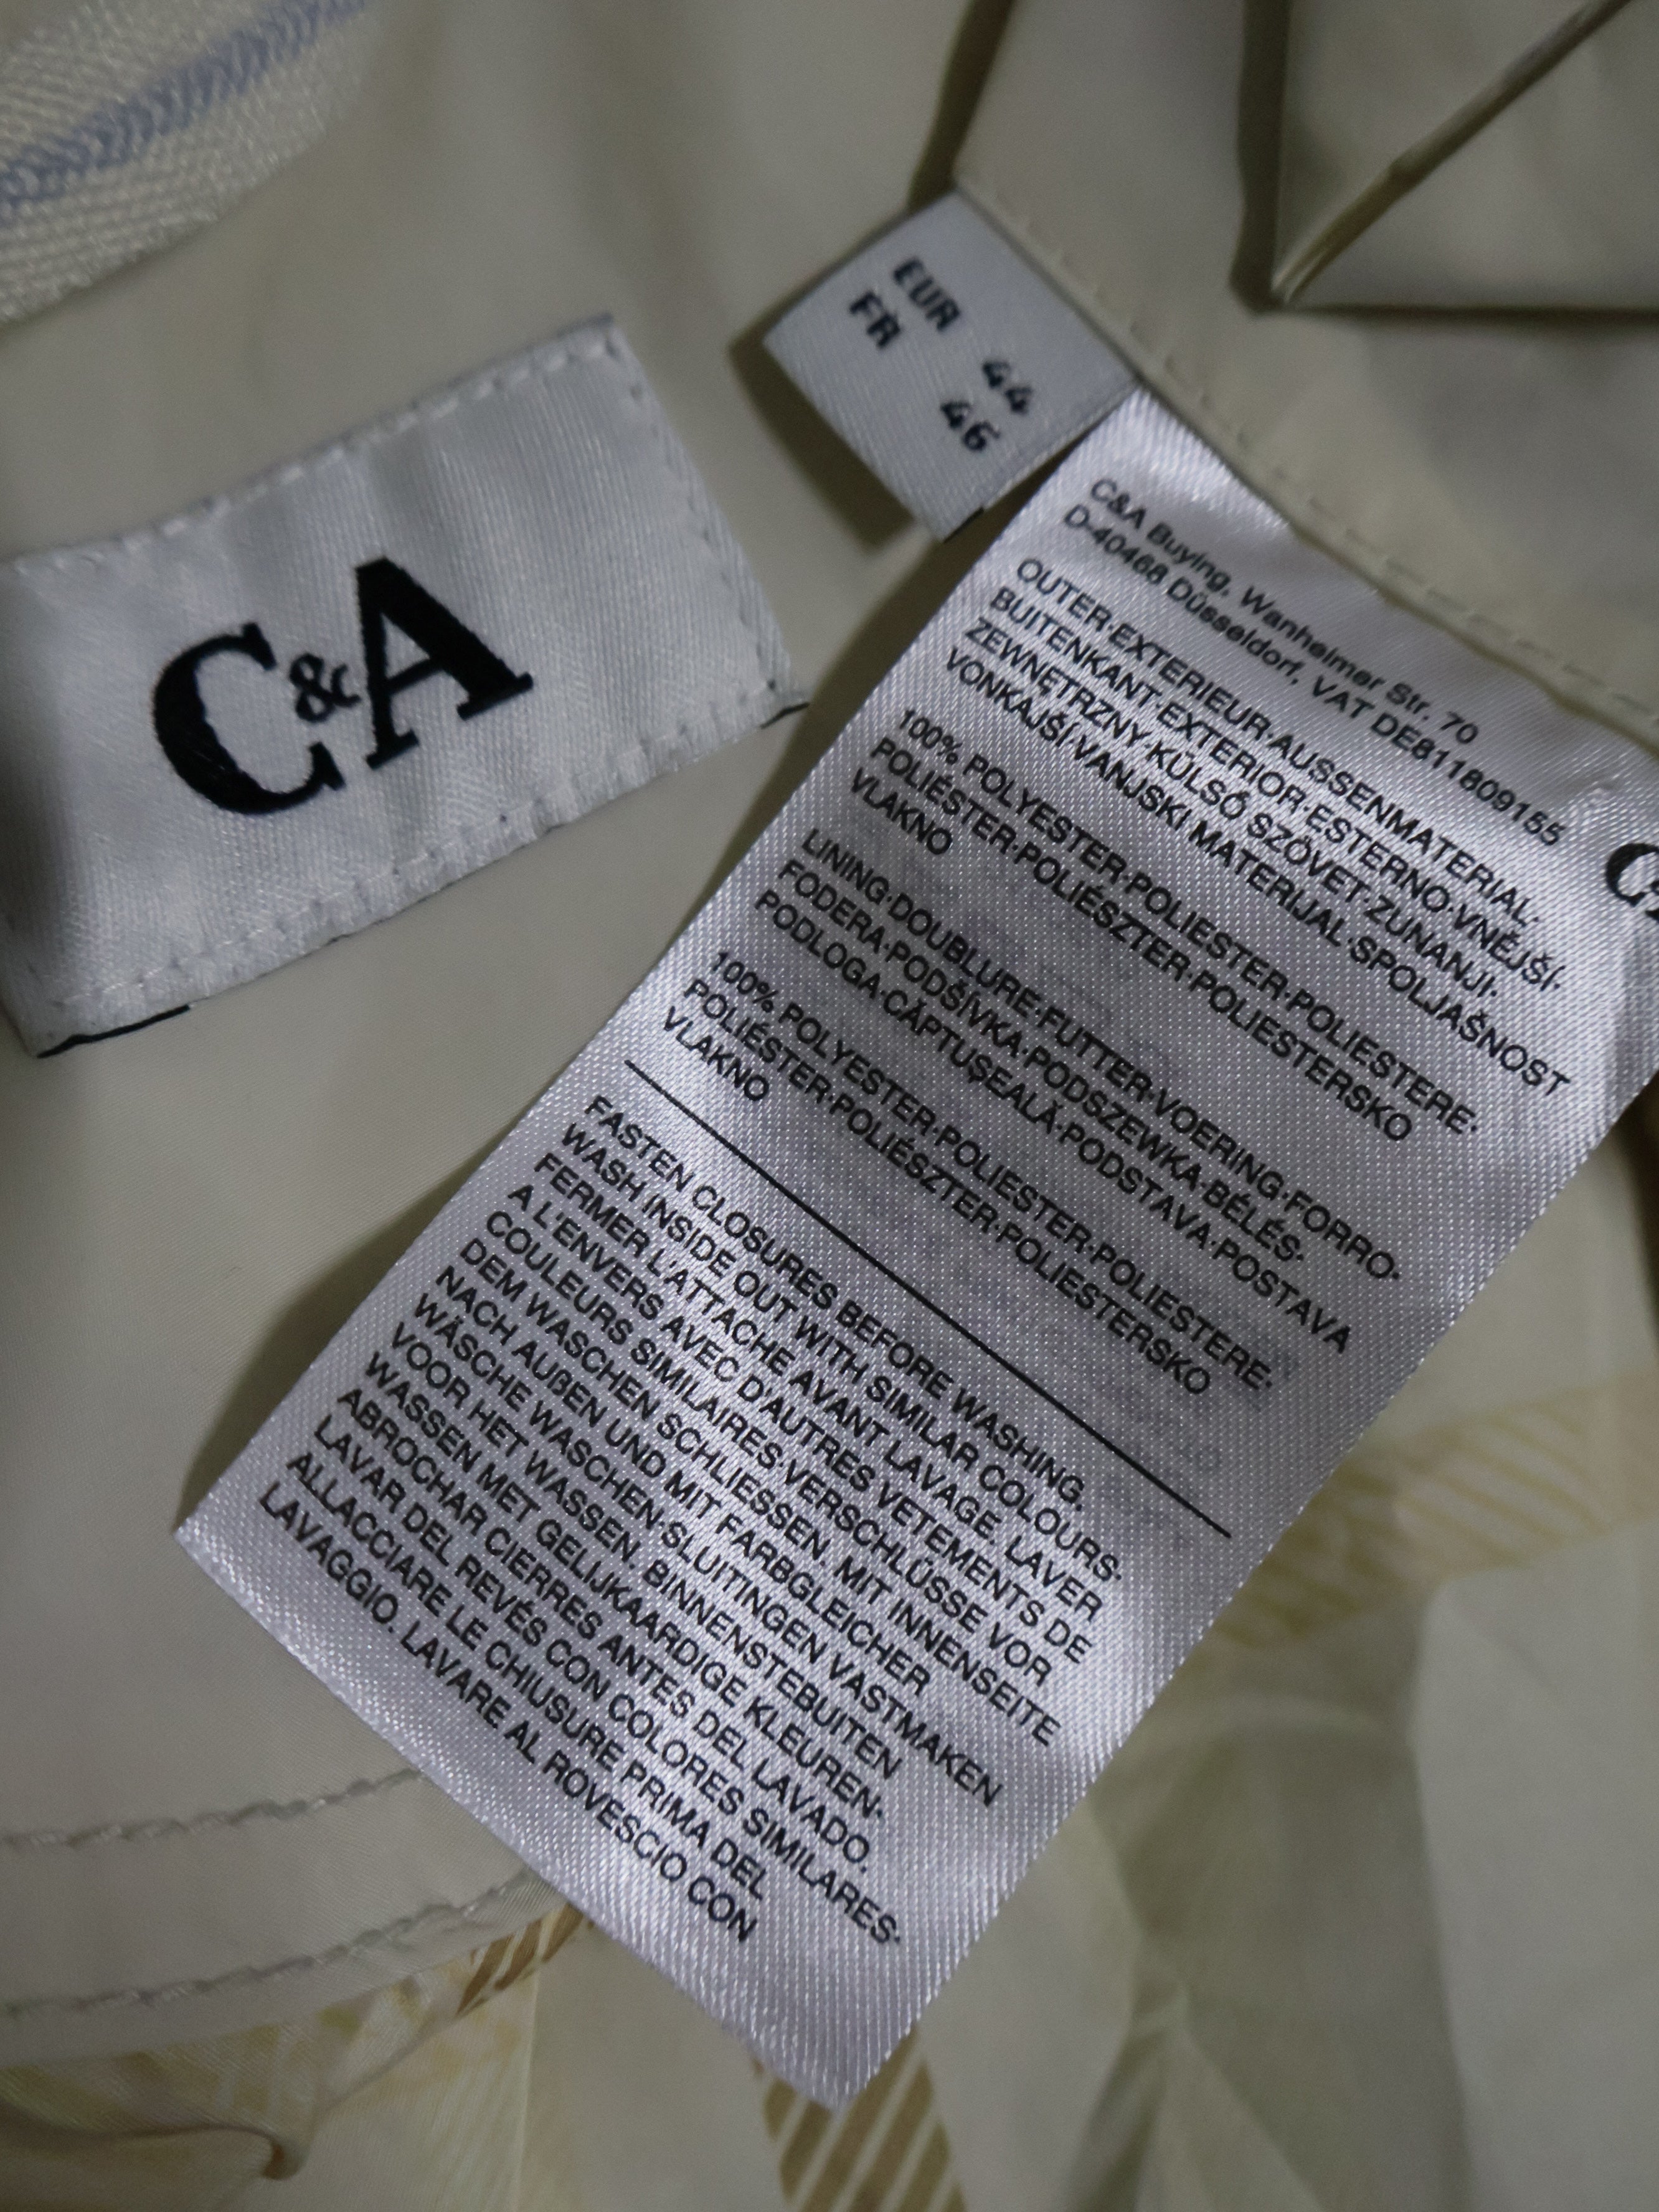 C&A
EUR 44
FR 46
C&A Buying, Wanheimer Str. 70
D-40468 Düsseldorf, VAT DE811809155
OUTER·EXTERIEUR·AUSSENMATERIAL·
BUITENKANT·EXTERIOR·ESTERNO·VNĚJŠÍ·
ZEWNĘTRZNY·KÜLSŐ SZÖVET·ZUNANJI·
VONKAJŠÍ·VANJSKI MATERIJAL·SPOLJAŠNOST
100% POLYESTER·POLIESTER·POLIESTERE·
POLIÉSTER·POLIÉSZTER·POLIESTERSKO
VLAKNO
LINING·DOUBLURE·FUTTER·VOERING·FORRO·
FODERA·PODŠÍVKA·PODSZEWKA·BÉLÉS·
PODLOGA·CĂPTUŞEALĂ·PODSTAVA·POSTAVA
100% POLYESTER·POLIESTER·POLIESTERE·
POLIÉSTER·POLIÉSZTER·POLIESTERSKO
VLAKNO
FASTEN CLOSURES BEFORE WASHING.
WASH INSIDE OUT WITH SIMILAR COLOURS·
FERMER L'ATTACHE AVANT LAVAGE. LAVER
A L'ENVERS AVEC D'AUTRES VETEMENTS DE
COULEURS SIMILAIRES·VERSCHLÜSSE VOR
DEM WASCHEN SCHLIESSEN. MIT INNENSEITE
NACH AUßEN UND MIT FARBGLEICHER
WÄSCHE WASCHEN·SLUITINGEN VASTMAKEN
VOOR HET WASSEN. BINNENSTEBUITEN
WASSEN MET GELIJKAARDIGE KLEUREN·
ABROCHAR CIERRES ANTES DEL LAVADO.
LAVAR DEL REVÉS CON COLORES SIMILARES·
ALLACCIARE LE CHIUSURE PRIMA DEL
LAVAGGIO. LAVARE AL ROVESCIO CON